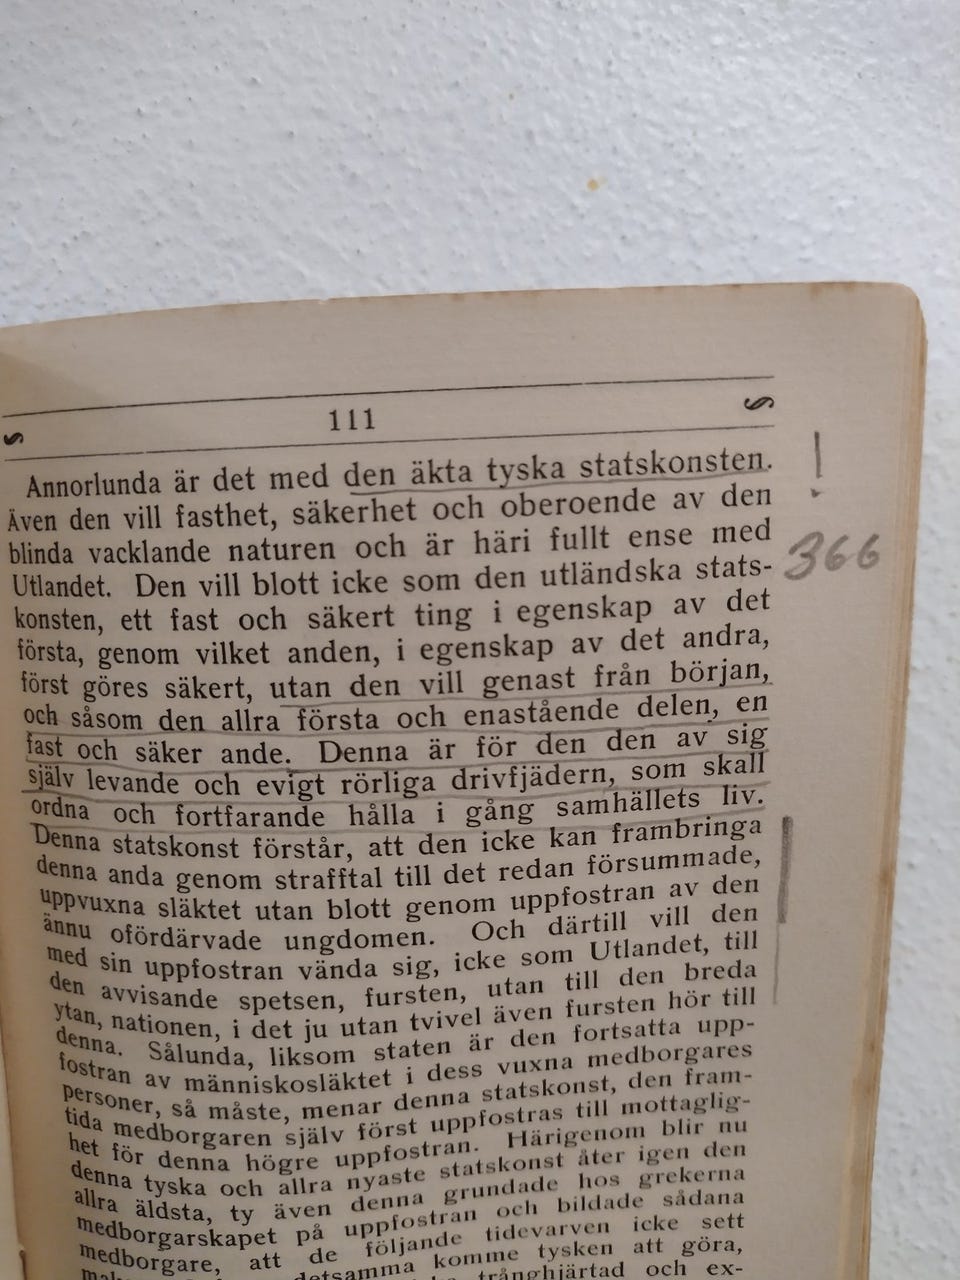 111
Annorlunda är det med den äkta tyska statskonsten. !
Även den vill fasthet, säkerhet och oberoende av den
blinda vacklande naturen och är häri fullt ense med
Utlandet. Den vill blott icke som den utländska stats- 366
konsten, ett fast och säkert ting i egenskap av det
första, genom vilket anden, i egenskap av det andra,
först göres säkert, utan den vill genast från början,
och såsom den allra första och enastående delen, en
fast och säker ande. Denna är för den den av sig
själv levande och evigt rörliga drivfjädern, som skall
ordna och fortfarande hålla i gång samhällets liv.
Denna statskonst förstår, att den icke kan frambringa
denna anda genom strafftal till det redan försummade,
uppvuxna släktet utan blott genom uppfostran av den
ännu ofördärvade ungdomen. Och därtill vill den
med sin uppfostran vända sig, icke som Utlandet, till
den avvisande spetsen, fursten, utan till den breda
ytan, nationen, i det ju utan tvivel även fursten hör till
denna. Sålunda, liksom staten är den fortsatta upp-
fostran av människosläktet i dess vuxna medborgares
personer, så måste, menar denna statskonst, den fram-
tida medborgaren själv först uppfostras till mottaglig-
het för denna högre uppfostran. Härigenom blir nu
denna tyska och allra nyaste statskonst åter igen den
allra äldsta, ty även denna grundade hos grekerna
medborgarskapet på uppfostran och bildade sådana
medborgare, att de följande tidevarven icke sett
detsamma komme tysken att göra,
trånghjärtad och ex-